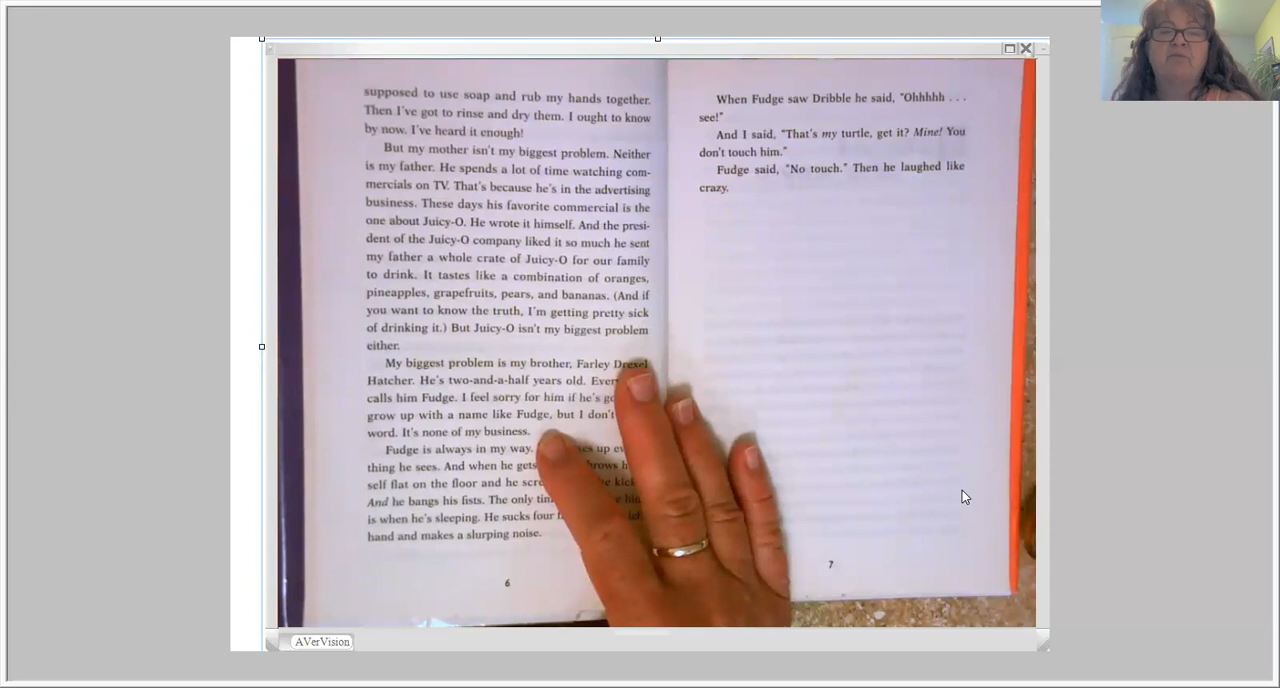 supposed to use soap and rub my hands together.
Then I've got to rinse and dry them. I ought to know
by now. I've heard it enough!
But my mother isn't my biggest problem. Neither
is my father. He spends a lot of time watching com-
mercials on TV. That's because he's in the advertising
business. These days his favorite commercial is the
one about Juicy-O. He wrote it himself. And the presi-
dent of the Juicy-O company liked it so much he sent
my father a whole crate of Juicy-O for our family
to drink. It tastes like a combination of oranges,
pineapples, grapefruits, pears, and bananas. (And if
you want to know the truth, I'm getting pretty sick
of drinking it.) But Juicy-O isn't my biggest problem
either.
My biggest problem is my brother, Farley Drexel
Hatcher. He's two-and-a-half years old.
calls him Fudge. I feel sorry for him if he's
grow up with a name like Fudge, but I don't
word. It's none of my business.
Fudge is always in my way. up
thing he sees. And when he gets
self flat on the floor and he
And he bangs his fists. The only
is when he's sleeping. He sucks four
hand and makes a slurping noise.
6
When Fudge saw Dribble he said, "Ohhhhh . . .
see!"
And I said, "That's my turtle, get it? Mine! You
don't touch him."
Fudge said, "No touch." Then he laughed like
crazy.
7
AVerVision